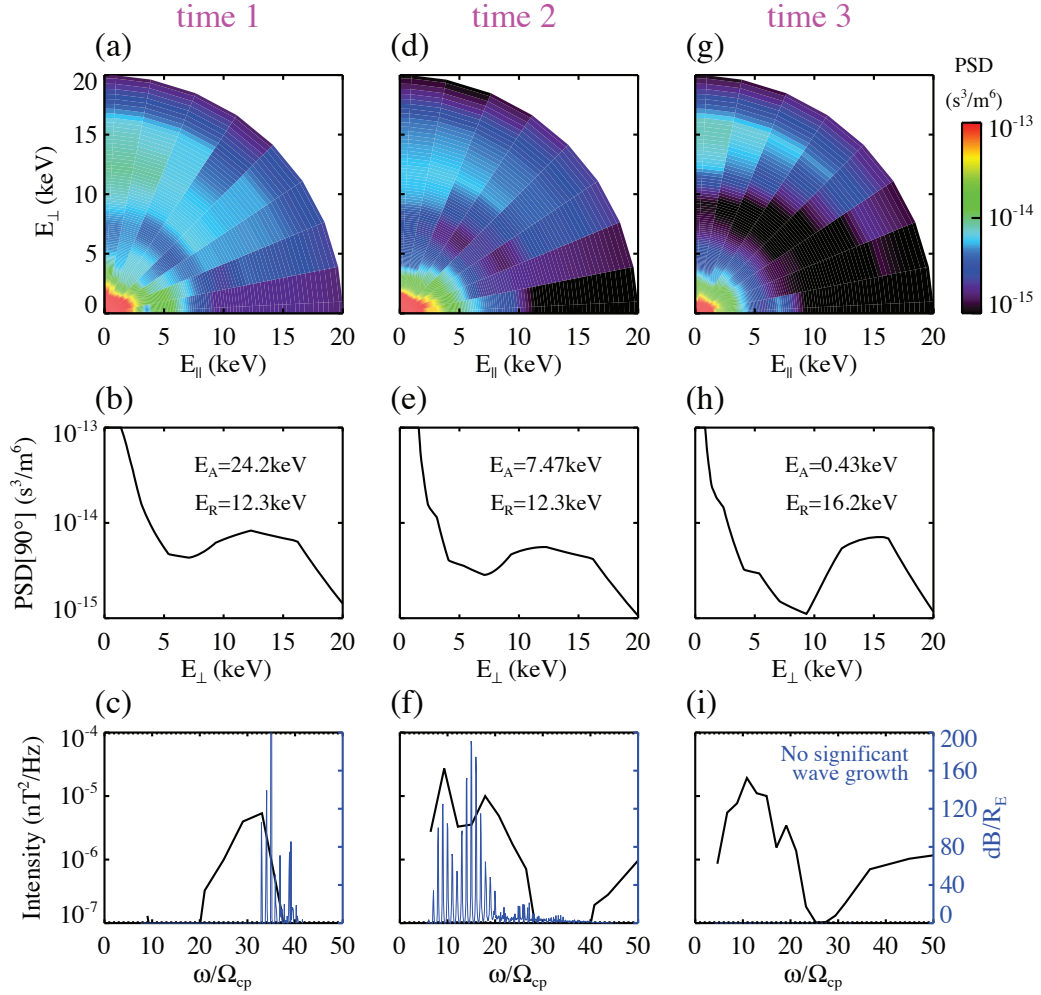 time 1 time 2 time 3
(a) (d) (g)
PSD
(s³/m⁶)
20
15
10
5
0
E⊥ (keV)
10⁻¹³
10⁻¹⁴
10⁻¹⁵
0 5 10 15 20 0 5 10 15 20 0 5 10 15 20
E|| (keV) E|| (keV) E|| (keV)
(b) (e) (h)
10⁻¹³
10⁻¹⁴
10⁻¹⁵
PSD[90°] (s³/m⁶)
E_A=24.2keV E_A=7.47keV E_A=0.43keV
E_R=12.3keV E_R=12.3keV E_R=16.2keV
0 5 10 15 20 0 5 10 15 20 0 5 10 15 20
E⊥ (keV) E⊥ (keV) E⊥ (keV)
(c) (f) (i)
10⁻⁴
10⁻⁵
10⁻⁶
10⁻⁷
Intensity (nT²/Hz)
No significant
wave growth
200
160
120
80
40
0
dB/R_E
0 10 20 30 40 50 0 10 20 30 40 50 0 10 20 30 40 50
ω/Ω_cp ω/Ω_cp ω/Ω_cp